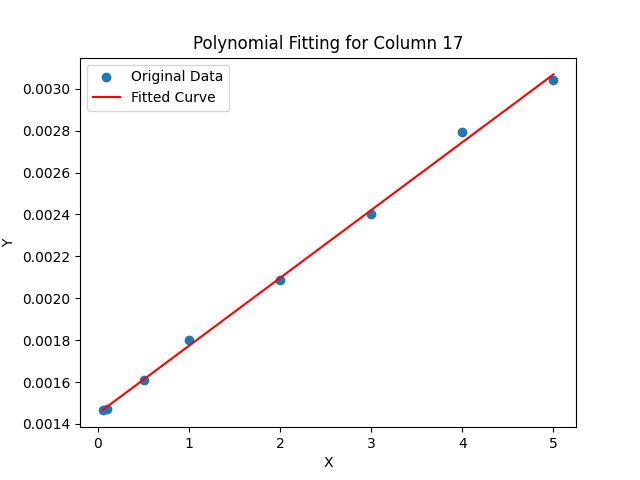 Polynomial Fitting for Column 17
Original Data
Fitted Curve
0.0030
0.0028
0.0026
0.0024
0.0022
0.0020
0.0018
0.0016
0.0014
Y
0 1 2 3 4 5
X